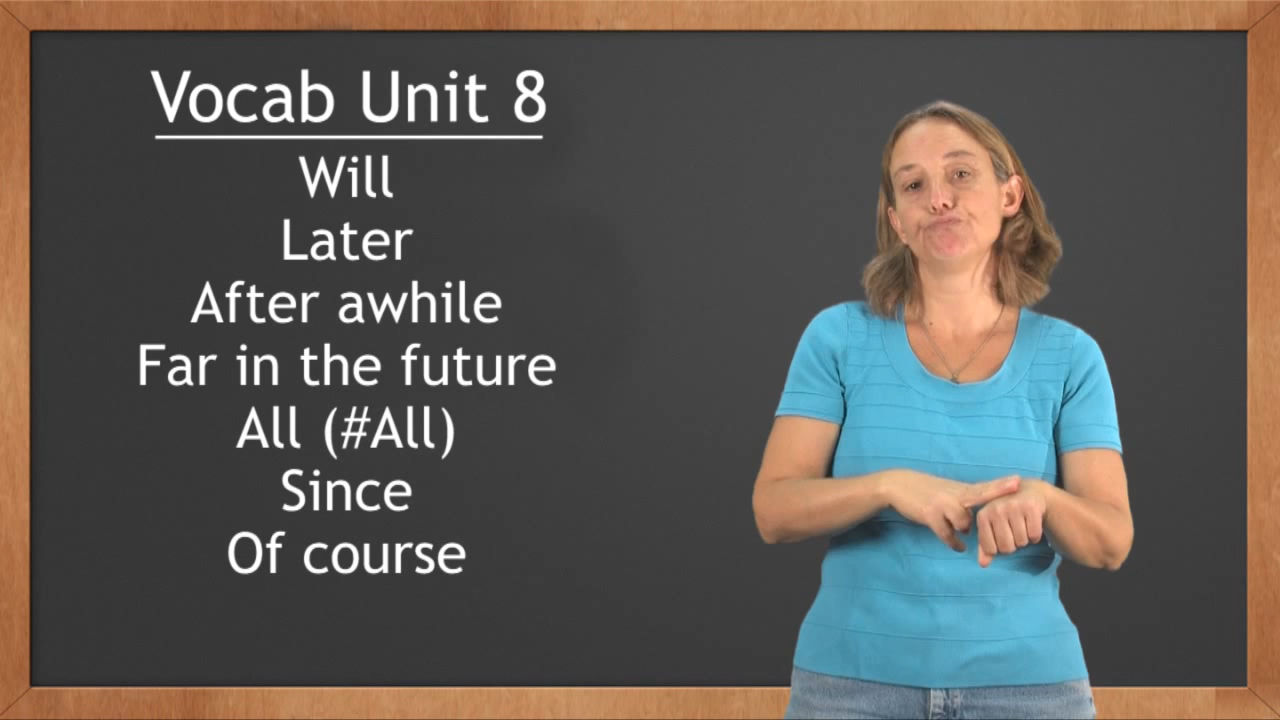 Vocab Unit 8
Will
Later
After awhile
Far in the future
All (#All)
Since
Of course